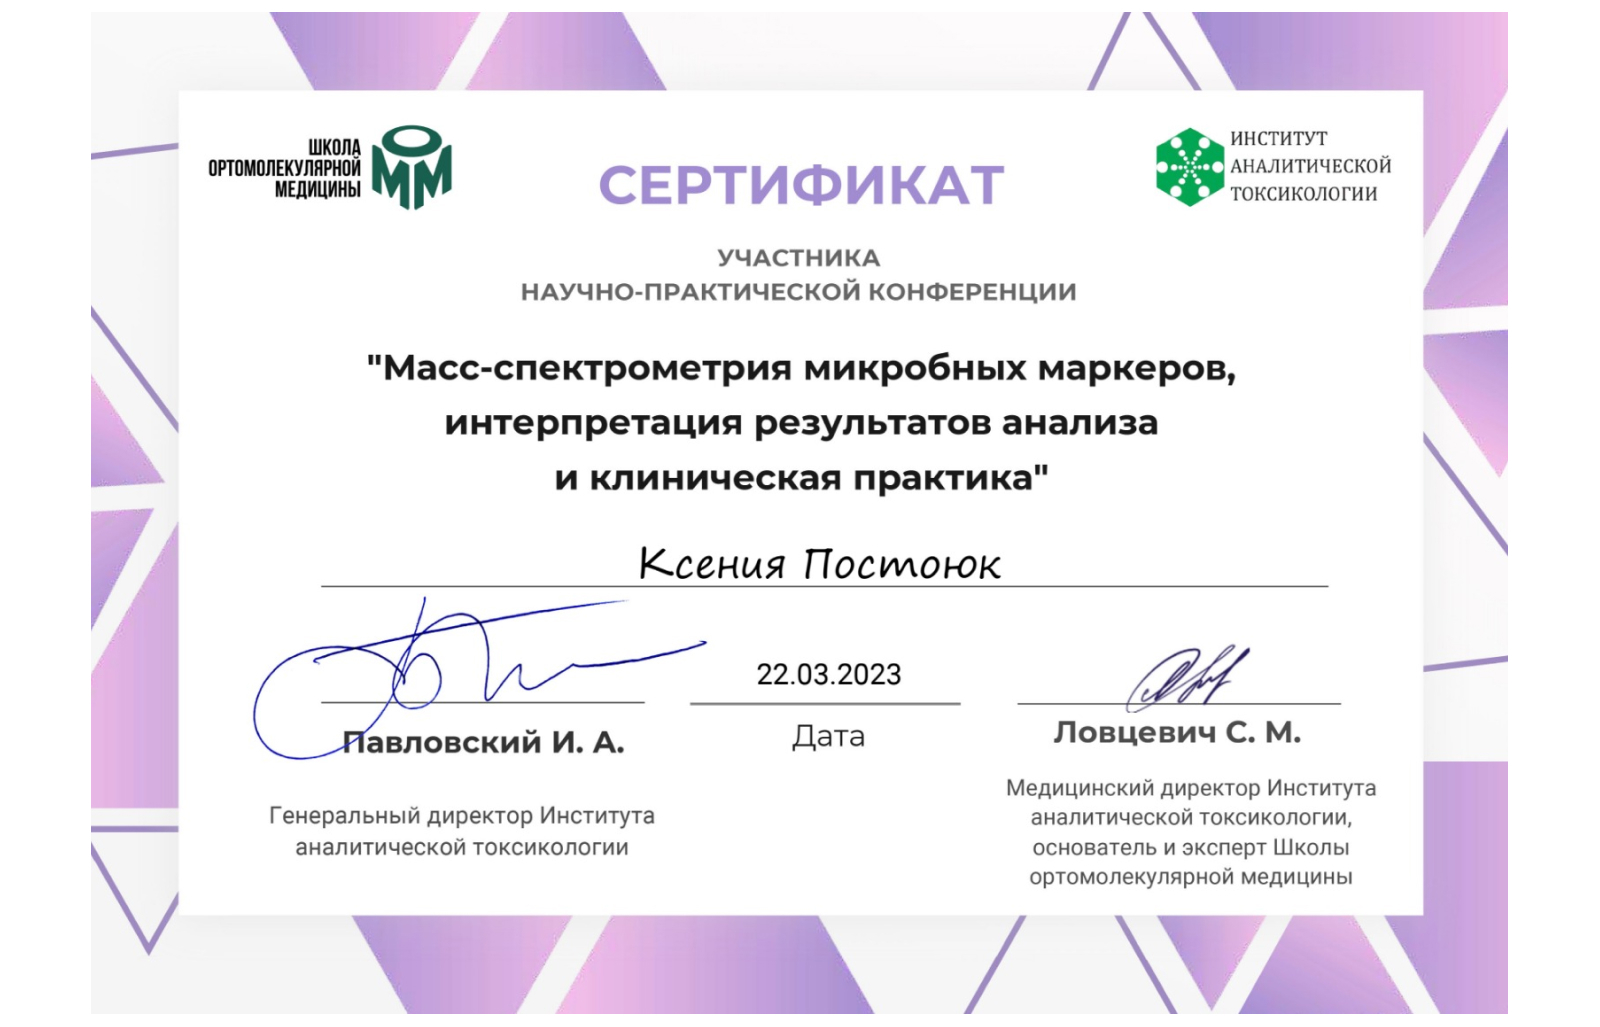 ШКОЛА
ОРТОМОЛЕКУЛЯРНОЙ
МЕДИЦИНЫ
ОММ
ИНСТИТУТ
АНАЛИТИЧЕСКОЙ
ТОКСИКОЛОГИИ
СЕРТИФИКАТ
УЧАСТНИКА
НАУЧНО-ПРАКТИЧЕСКОЙ КОНФЕРЕНЦИИ
"Масс-спектрометрия микробных маркеров,
интерпретация результатов анализа
и клиническая практика"
Ксения Постоюк
22.03.2023
Дата
Павловский И. А.
Генеральный директор Института
аналитической токсикологии
Ловцевич С. М.
Медицинский директор Института
аналитической токсикологии,
основатель и эксперт Школы
ортомолекулярной медицины